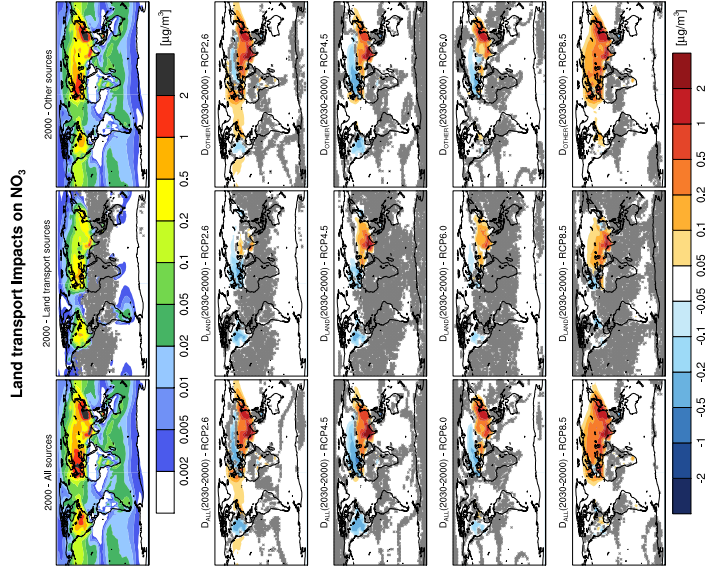 Land transport Impacts on NO3
2000 - All sources
2000 - Land transport sources
2000 - Other sources
[µg/m³]
0.002 0.005 0.01 0.02 0.05 0.1 0.2 0.5 1 2
DALL(2030-2000) - RCP2.6
DLAND(2030-2000) - RCP2.6
DOTHER(2030-2000) - RCP2.6
DALL(2030-2000) - RCP4.5
DLAND(2030-2000) - RCP4.5
DOTHER(2030-2000) - RCP4.5
DALL(2030-2000) - RCP6.0
DLAND(2030-2000) - RCP6.0
DOTHER(2030-2000) - RCP6.0
DALL(2030-2000) - RCP8.5
DLAND(2030-2000) - RCP8.5
DOTHER(2030-2000) - RCP8.5
[µg/m³]
-2 -1 -0.5 -0.2 -0.1 -0.05 0.05 0.1 0.2 0.5 1 2